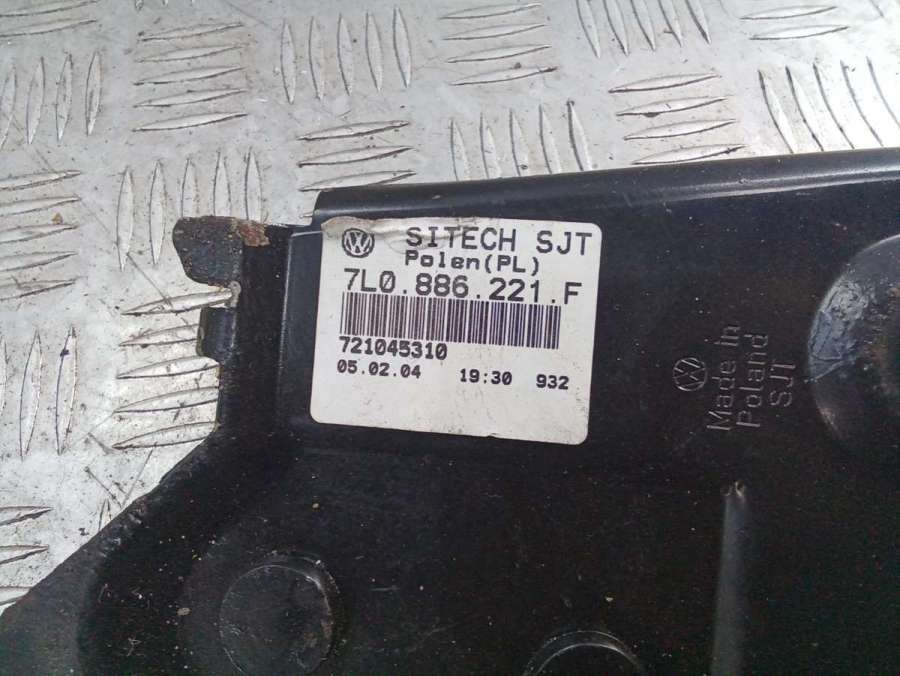 SITECH SJT
Polen(PL)
7L0.886.221.F
721045310
05.02.04 19:30 932
Made in
Poland
SJT